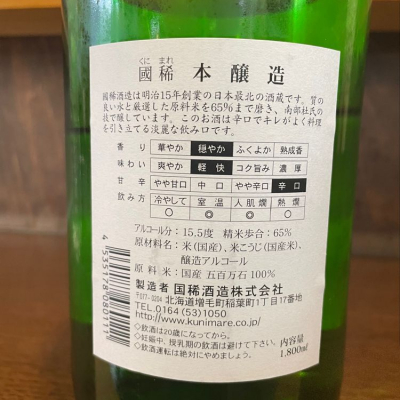 くに まれ
國稀 本醸造
國稀酒造は明治15年創業の日本最北の酒蔵です。質の
良い水と厳選した原料米を65%まで磨き、南部杜氏の
技で醸しています。このお酒は辛口でキレがよく料理
を引き立てる淡麗な飲み口です。
香り 華やか 穏やか ふくよか 熟成香
味わい 爽やか 軽快 コク旨み 濃厚
甘辛 やや甘口 中口 やや辛口 辛口
飲み方 冷やして 室温 人肌燗 熱燗
○ ◎ ◎ ○
アルコール分:15.5度 精米歩合:65%
原材料名:米(国産)、米こうじ(国産米)、
醸造アルコール
原料米:国産 五百万石100%
製造者 國稀酒造株式会社
〒077-0204 北海道増毛町稲葉町1丁目17番地
TEL.0164(53)1050
http://www.kunimare.co.jp/
◇飲酒は20歳になってから。
◇妊娠中、授乳期の飲酒は避けて下さい。
◇飲酒運転は絶対にやめましょう。
内容量
1.800ml
4535178080111